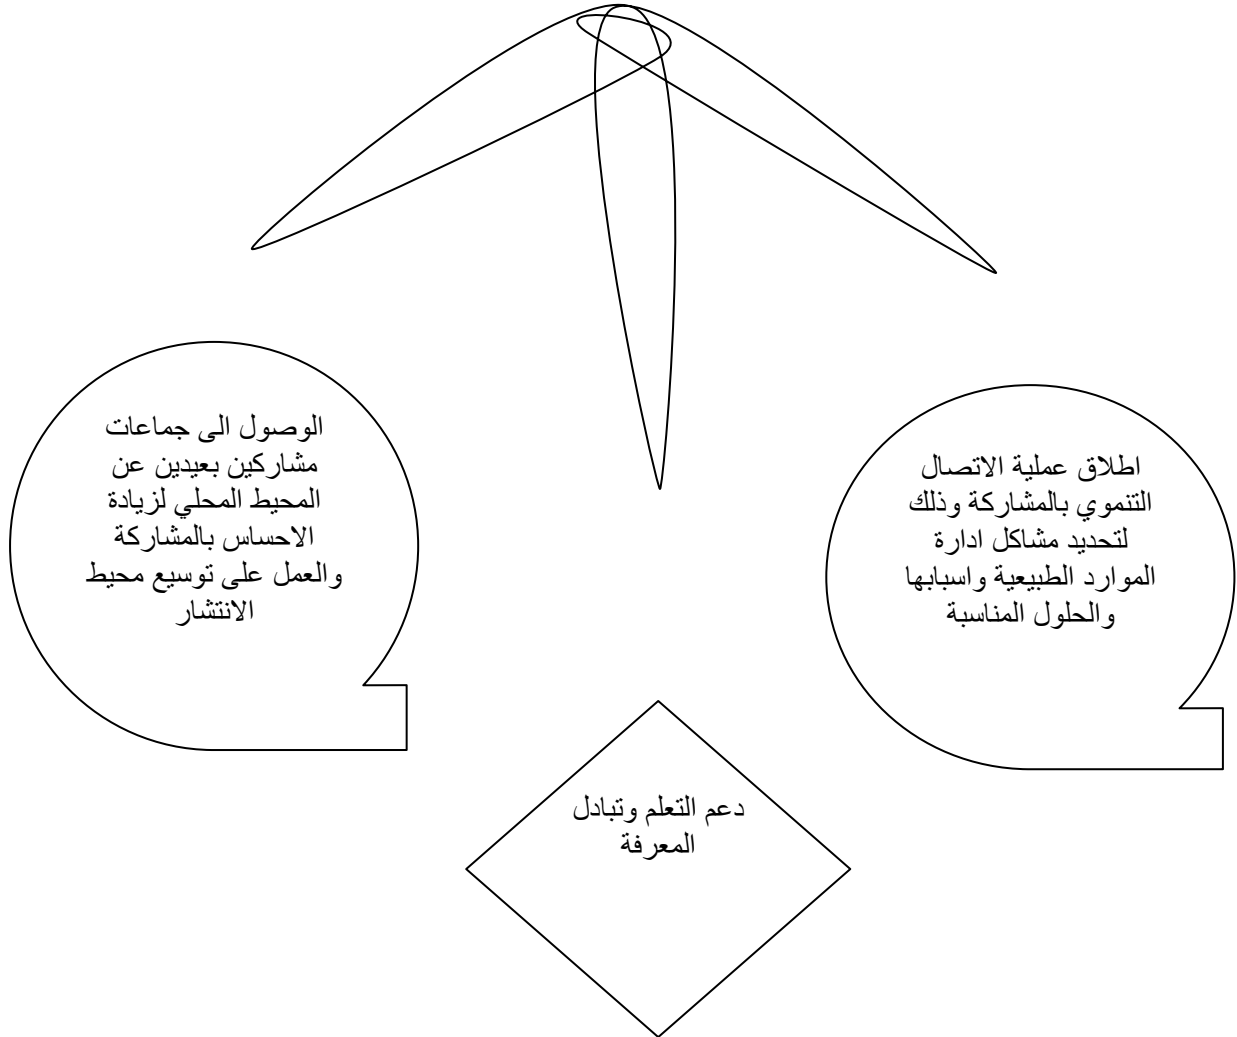 اطلاق عملية الاتصال
التنموي بالمشاركة وذلك
لتحديد مشاكل ادارة
الموارد الطبيعية واسبابها
والحلول المناسبة
الوصول الى جماعات
مشاركين بعيدين عن
المحيط المحلي لزيادة
الاحساس بالمشاركة
والعمل على توسيع محيط
الانتشار
دعم التعلم وتبادل
المعرفة